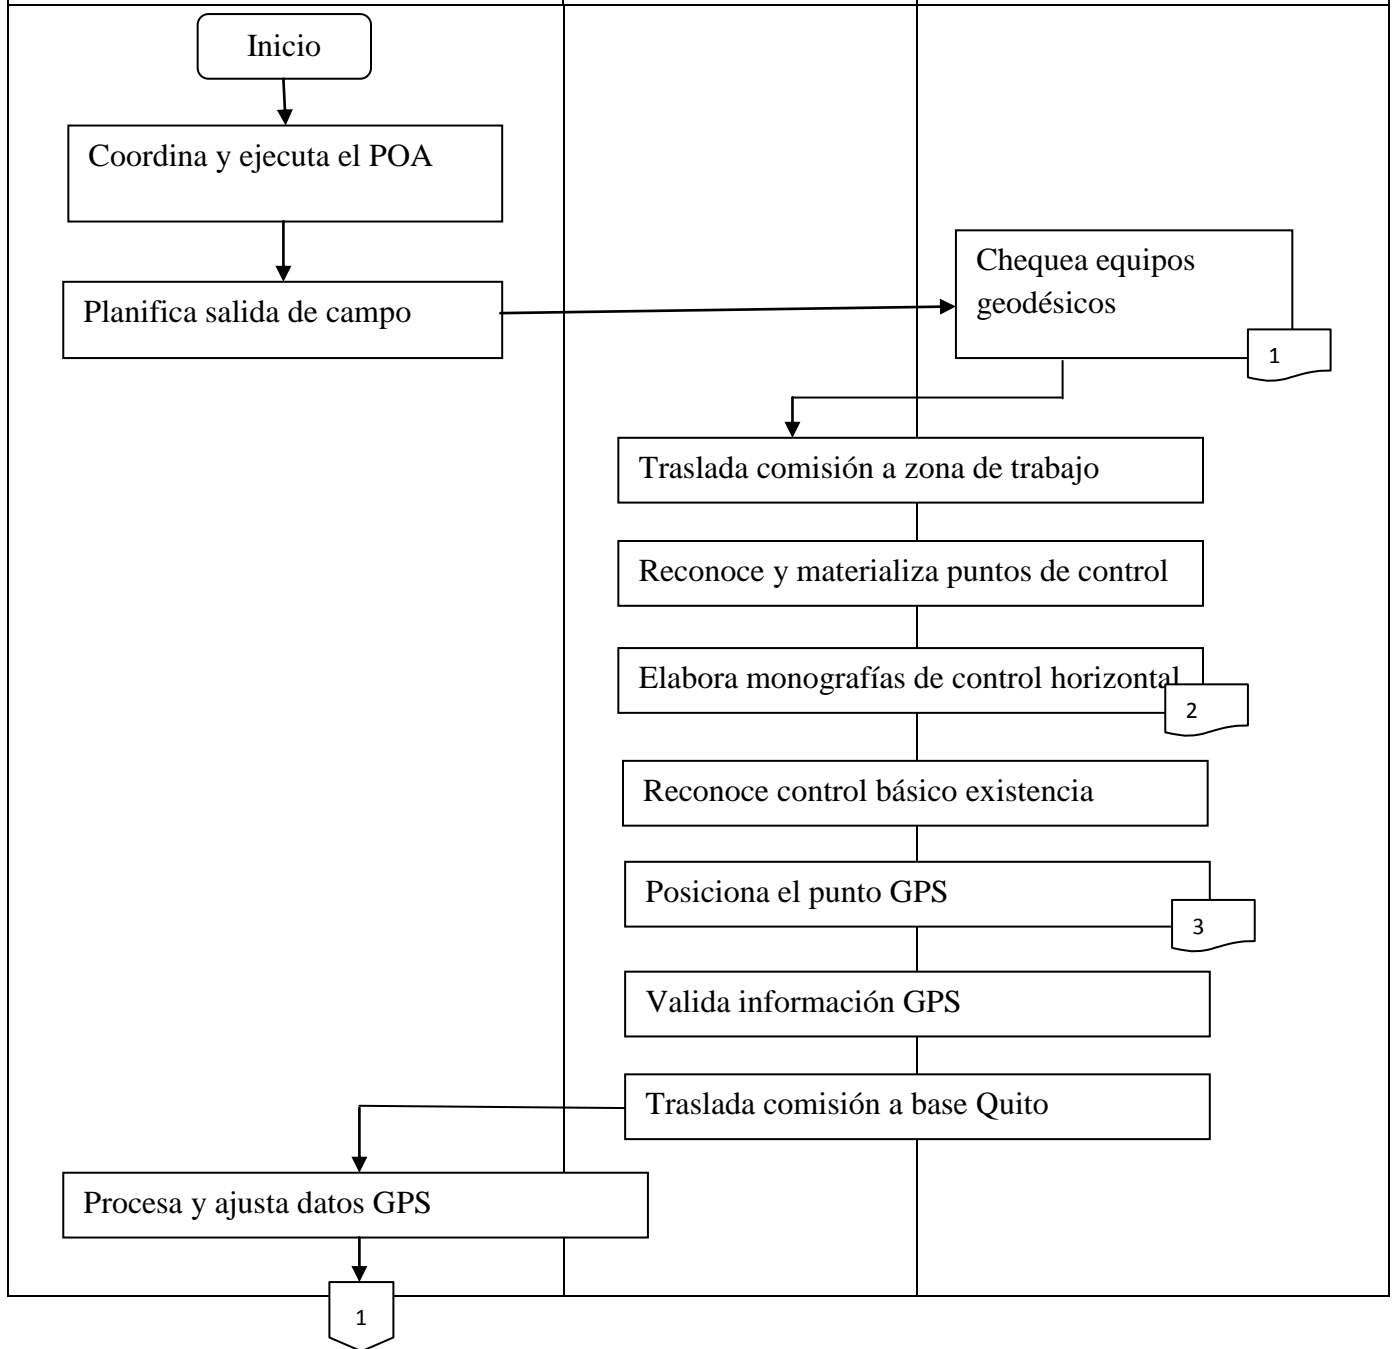 Inicio
Coordina y ejecuta el POA
Planifica salida de campo
Chequea equipos
geodésicos
1
Traslada comisión a zona de trabajo
Reconoce y materializa puntos de control
Elabora monografías de control horizontal
2
Reconoce control básico existencia
Posiciona el punto GPS
3
Valida información GPS
Traslada comisión a base Quito
Procesa y ajusta datos GPS
1